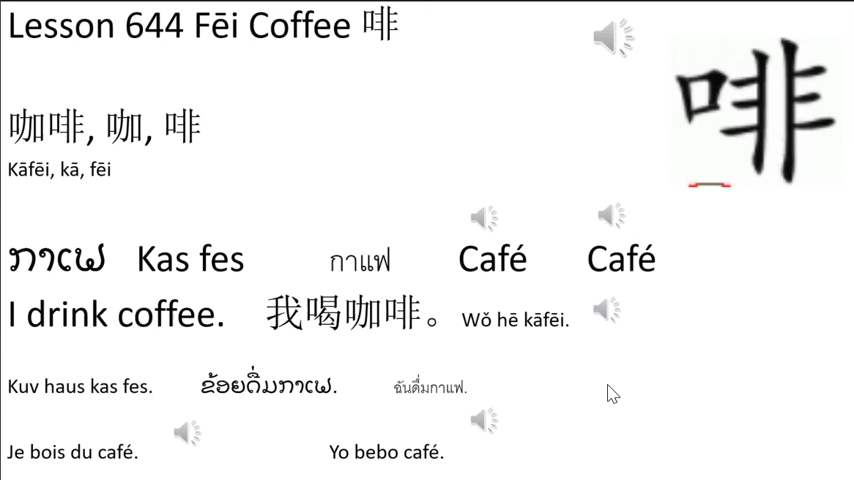 Lesson 644 Fēi Coffee 啡
啡
咖啡, 咖, 啡
Kāfēi, kā, fēi
ກາເຟ Kas fes กาแฟ Café Café
I drink coffee. 我喝咖啡。 Wǒ hē kāfēi.
Kuv haus kas fes. ຂ້ອຍດື່ມກາເຟ. ฉันดื่มกาแฟ.
Je bois du café. Yo bebo café.